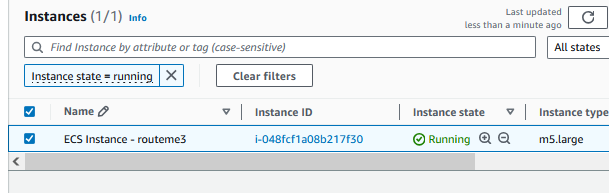 Instances (1/1) Info
Last updated
less than a minute ago
Find Instance by attribute or tag (case-sensitive)
All states
Instance state = running
Clear filters
Name
Instance ID
Instance state
Instance type
ECS Instance - routeme3
i-048fcf1a08b217f30
Running
m5.large